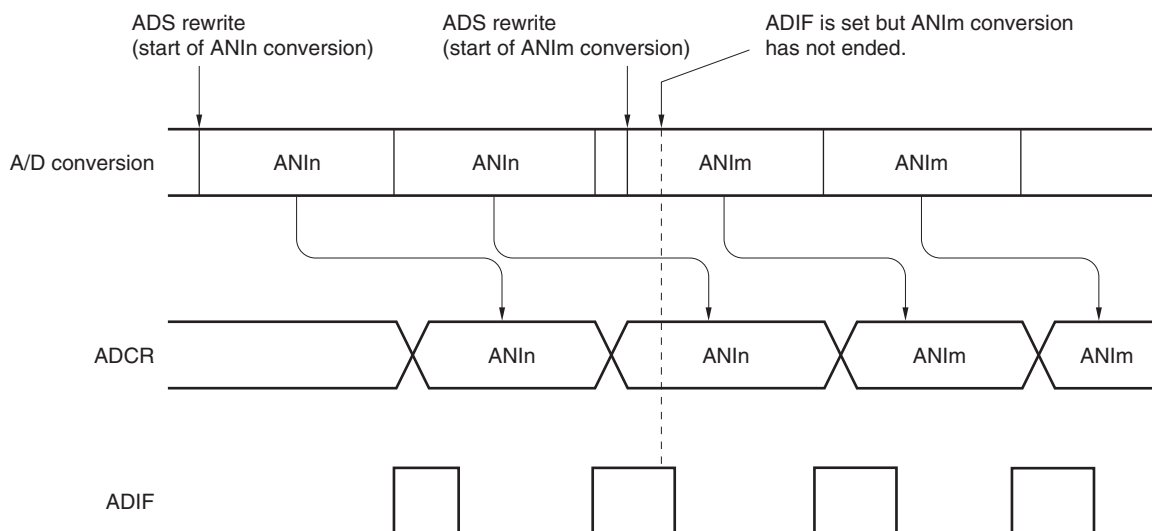 ADS rewrite
(start of ANIn conversion)
ADS rewrite
(start of ANIm conversion)
ADIF is set but ANIm conversion
has not ended.
A/D conversion
ANIn
ANIn
ANIm
ANIm
ADCR
ANIn
ANIn
ANIm
ANIm
ADIF